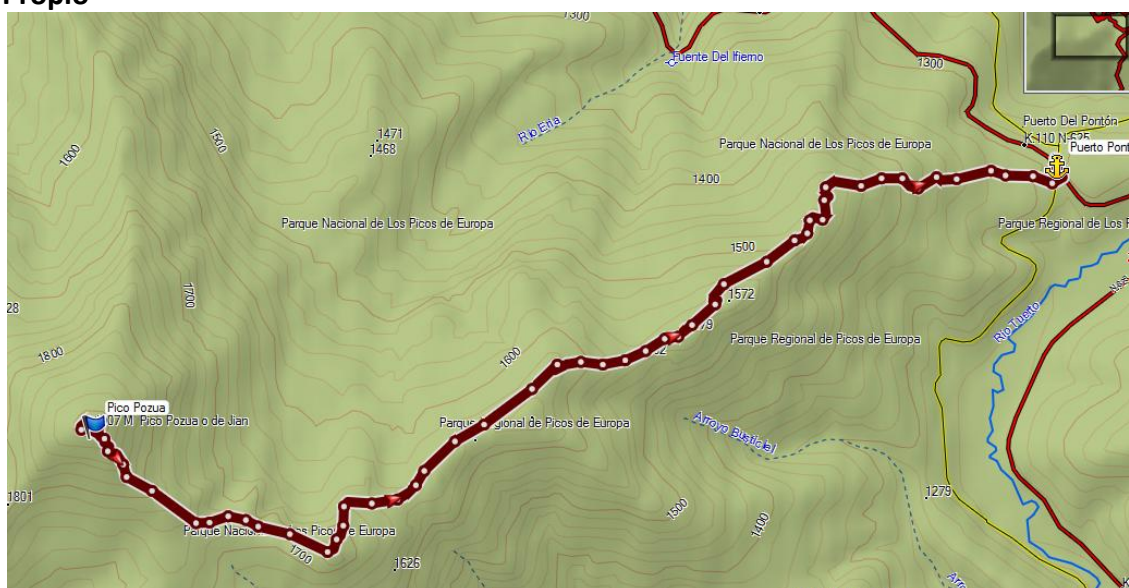 Propio
1300
Fuente Del Ifierno
1300
Puerto Del Pontón
K.110 N-625
Puerto Pont
Rio Eria
1471
1468
Parque Nacional de Los Picos de Europa
1500
1600
1400
Parque Nacional de Los Picos de Europa
Parque Regional de Los P
1500
1700
1572
Rio Tuerto
28
Parque Regional de Picos de Europa
1800
1600
Pico Pozua
07 M Pico Pozua o de Jian
Parque Regional de Picos de Europa
Arroyo Busticiel
1801
1279
1500
1400
Parque Nacional de Los Picos de Europa
1700
1626